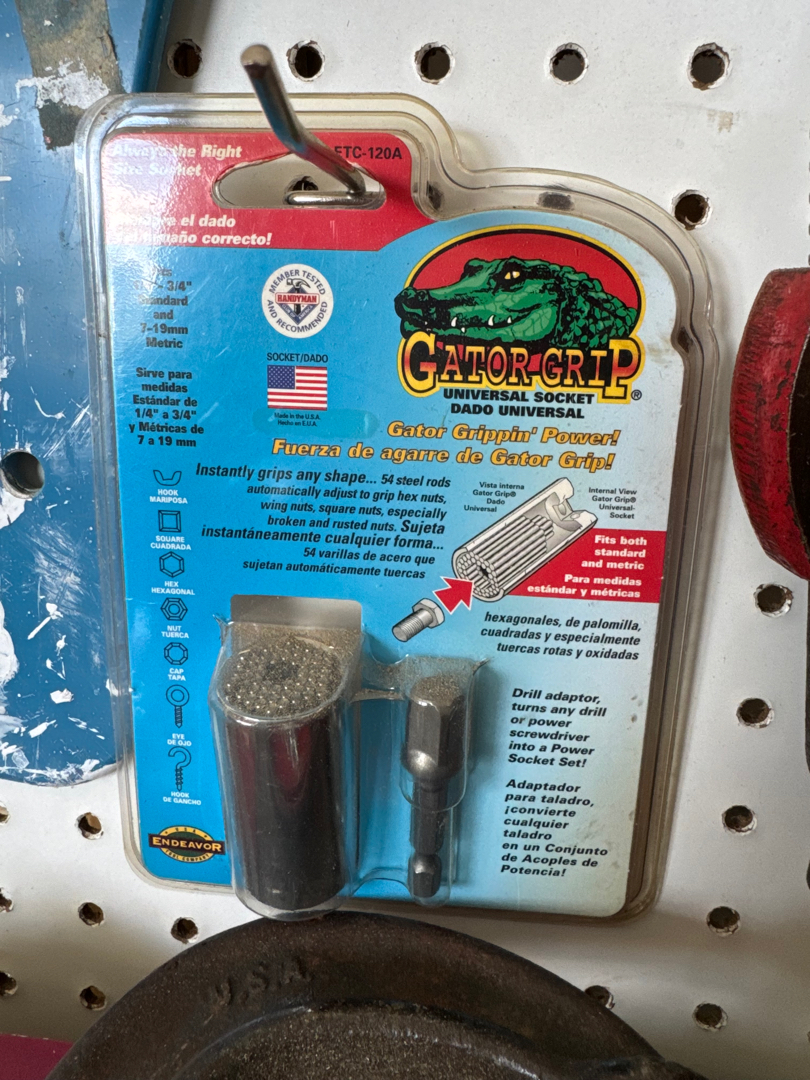 Always the Right
Size Socket
ETC-120A
el dado
tamaño correcto!
MEMBER TESTED
HANDYMAN
AND RECOMMENDED
3/4"
Standard
and
7-19mm
Metric
Sirve para
medidas
Estándar de
1/4" a 3/4"
y Métricas de
7 a 19 mm
SOCKET/DADO
Made in the U.S.A.
Hecho en E.U.A.
GATOR GRIP®
UNIVERSAL SOCKET
DADO UNIVERSAL
Gator Grippin' Power!
Fuerza de agarre de Gator Grip!
Instantly grips any shape... 54 steel rods
automatically adjust to grip hex nuts,
wing nuts, square nuts, especially
broken and rusted nuts. Sujeta
instantáneamente cualquier forma...
54 varillas de acero que
sujetan automáticamente tuercas
Vista interna
Gator Grip®
Dado
Universal
Internal View
Gator Grip®
Universal-
Socket
Fits both
standard
and metric
Para medidas
estándar y métricas
hexagonales, de palomilla,
cuadradas y especialmente
tuercas rotas y oxidadas
HOOK
MARIPOSA
SQUARE
CUADRADA
HEX
HEXAGONAL
NUT
TUERCA
CAP
TAPA
EYE
DE OJO
HOOK
DE GANCHO
Drill adaptor,
turns any drill
or power
screwdriver
into a Power
Socket Set!
Adaptador
para taladro,
¡convierte
cualquier
taladro
en un Conjunto
de Acoples de
Potencia!
U.S.A.
ENDEAVOR
TOOL COMPANY
U.S.A.